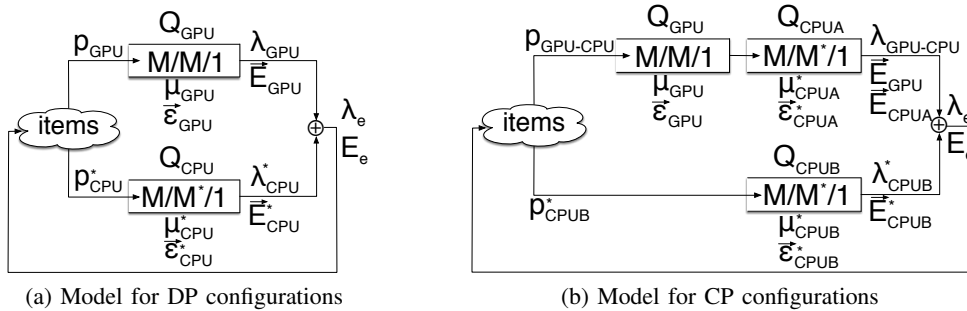 Q_GPU
p_GPU
M/M/1
λ_GPU
μ_GPU
E_GPU
ε_GPU
items
λ_e
E_e
Q_CPU
p*_CPU
M/M*/1
λ*_CPU
μ*_CPU
E*_CPU
ε*_CPU
(a) Model for DP configurations
Q_GPU
Q_CPUA
p_GPU-CPU
M/M/1
M/M*/1
λ_GPU-CPU
μ_GPU
μ*_CPUA
E_GPU
ε_GPU
ε*_CPUA
E_CPUA
items
λ_e
E_e
Q_CPUB
p*_CPUB
M/M*/1
λ*_CPUB
μ*_CPUB
E*_CPUB
ε*_CPUB
(b) Model for CP configurations